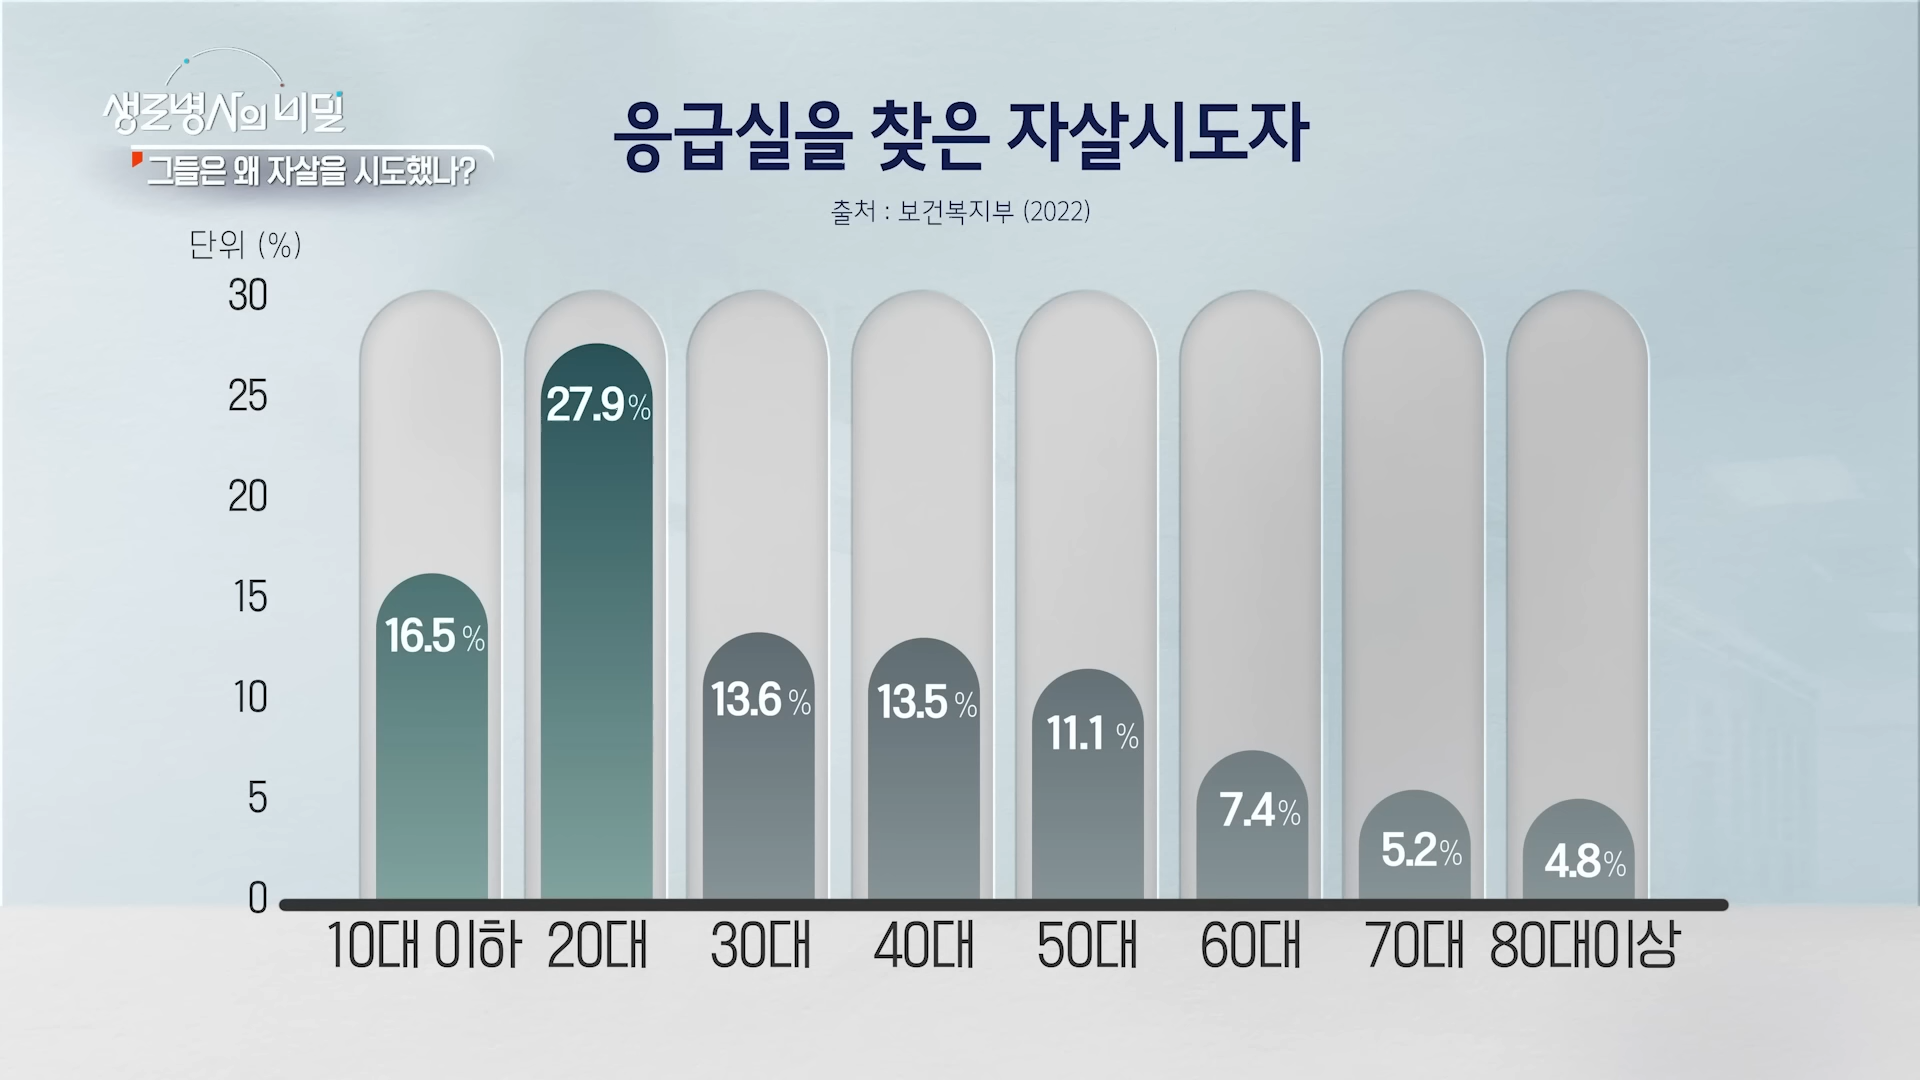 생로병사의 비밀
그들은 왜 자살을 시도했나?
응급실을 찾은 자살시도자
출처 : 보건복지부 (2022)
단위 (%)
30
25
20
15
10
5
0
16.5 %
27.9 %
13.6 %
13.5 %
11.1 %
7.4 %
5.2 %
4.8 %
10대 이하 20대 30대 40대 50대 60대 70대 80대이상